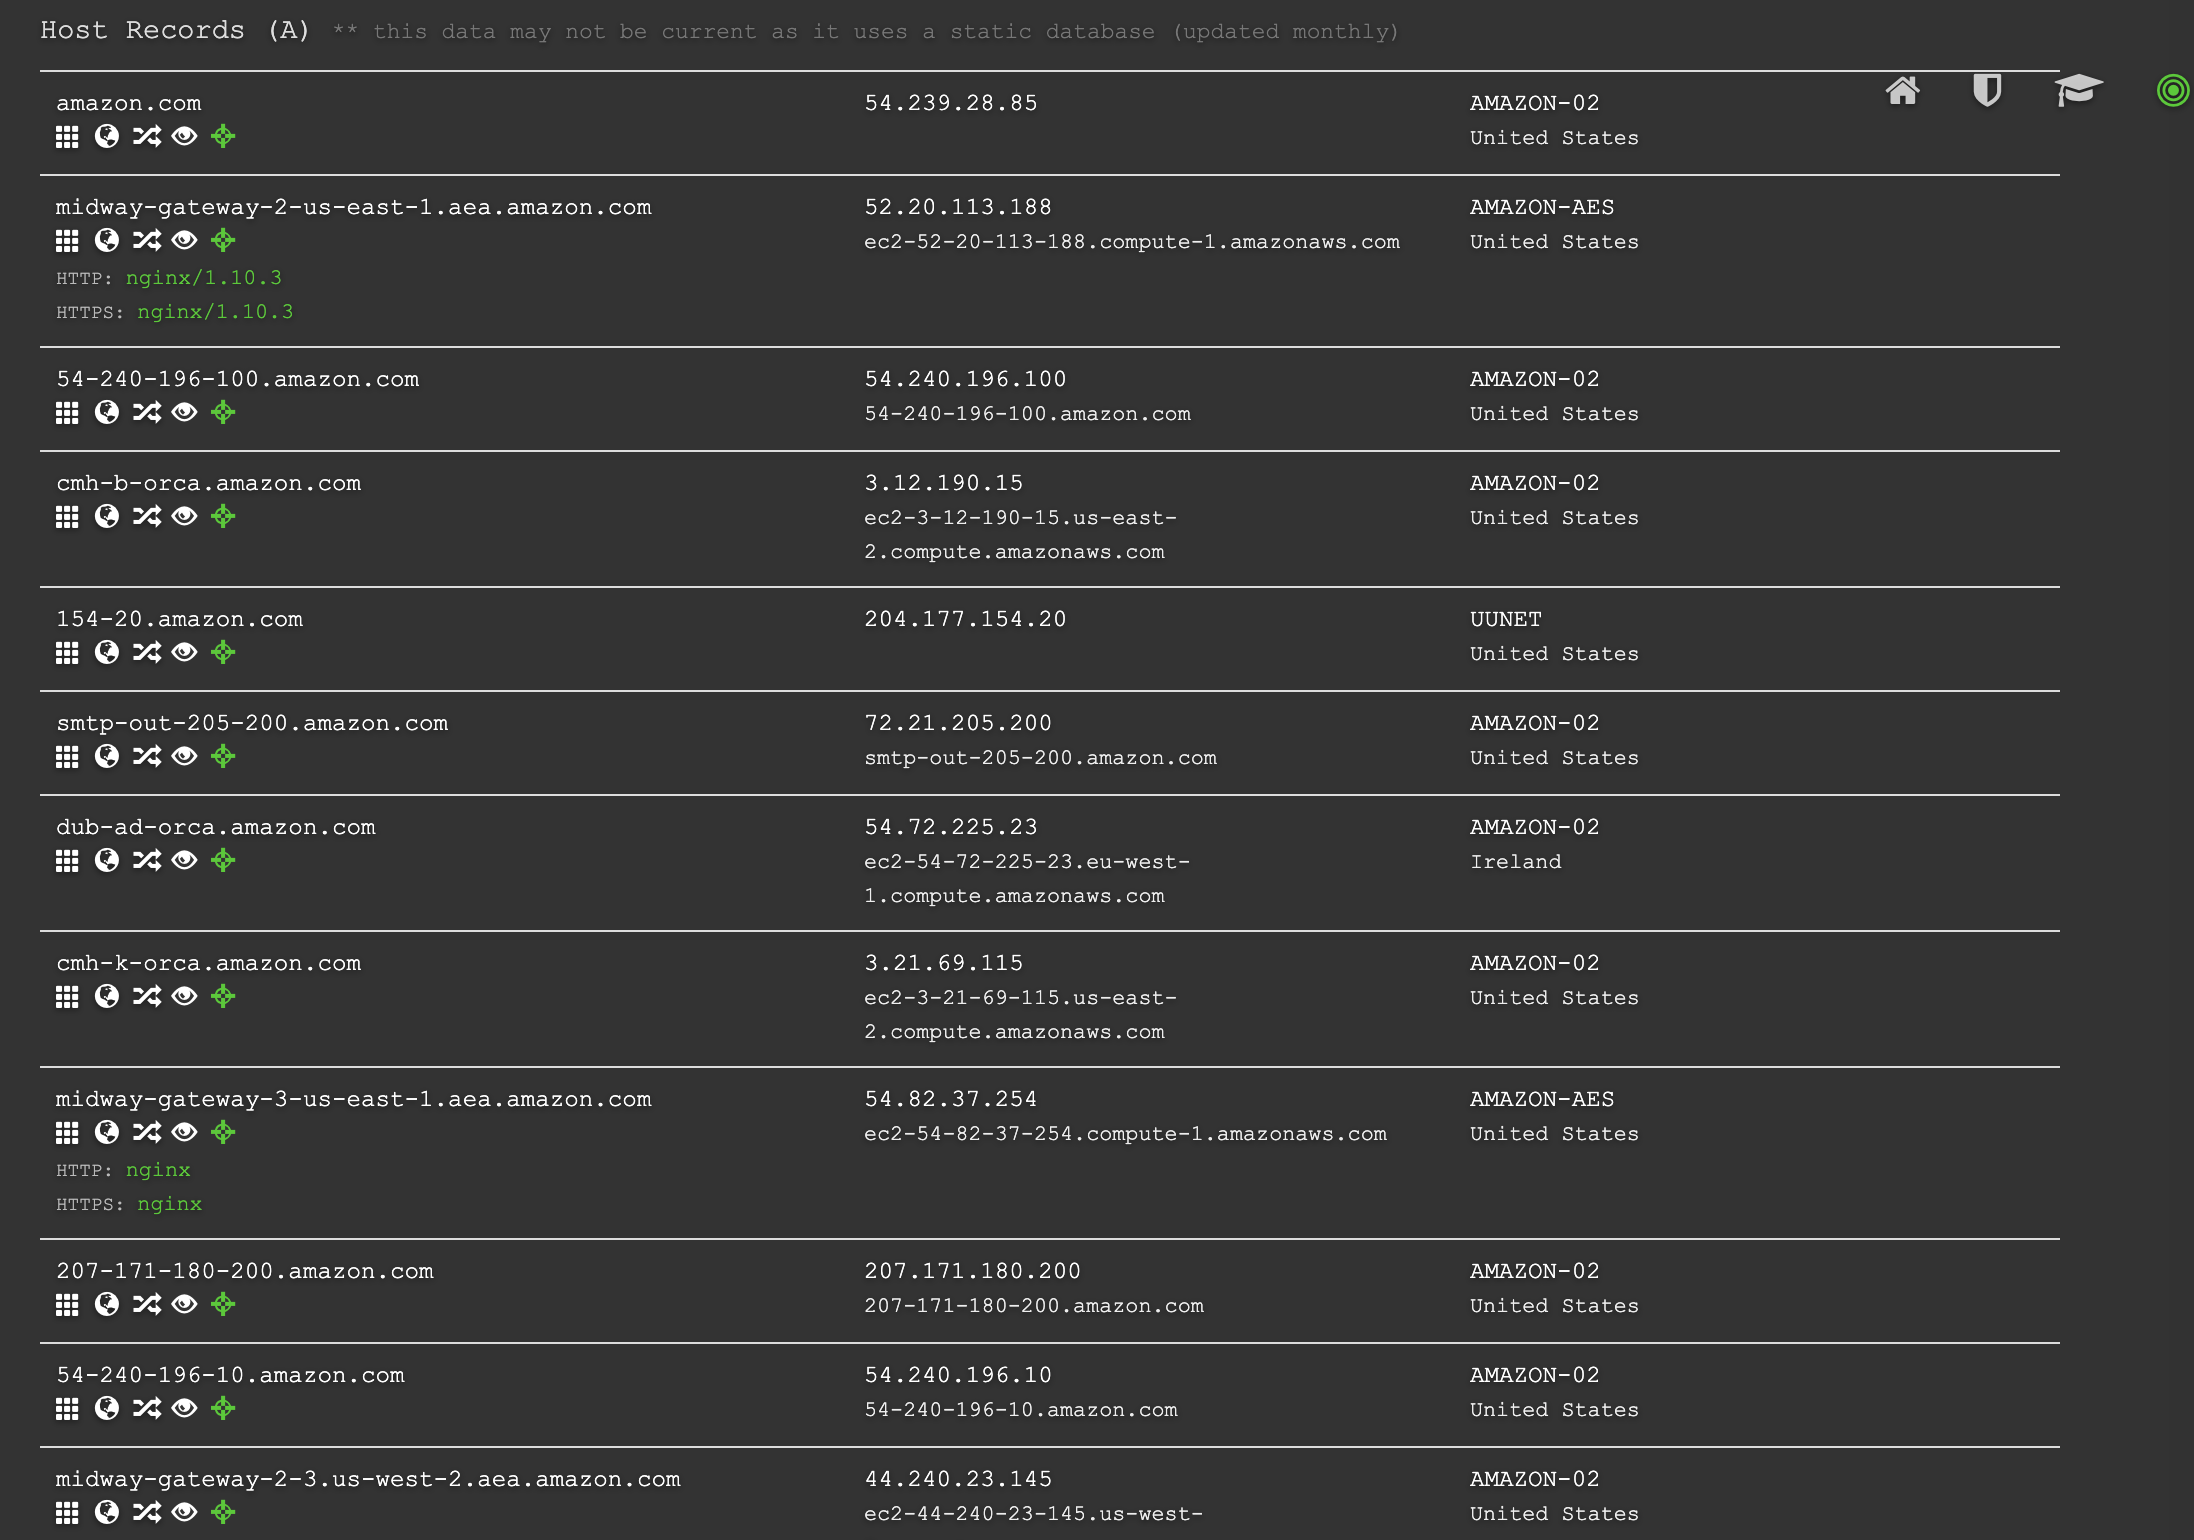 Host Records (A) ** this data may not be current as it uses a static database (updated monthly)
amazon.com 54.239.28.85 AMAZON-02
United States
midway-gateway-2-us-east-1.aea.amazon.com 52.20.113.188 AMAZON-AES
ec2-52-20-113-188.compute-1.amazonaws.com United States
HTTP: nginx/1.10.3
HTTPS: nginx/1.10.3
54-240-196-100.amazon.com 54.240.196.100 AMAZON-02
54-240-196-100.amazon.com United States
cmh-b-orca.amazon.com 3.12.190.15 AMAZON-02
ec2-3-12-190-15.us-east- United States
2.compute.amazonaws.com
154-20.amazon.com 204.177.154.20 UUNET
United States
smtp-out-205-200.amazon.com 72.21.205.200 AMAZON-02
smtp-out-205-200.amazon.com United States
dub-ad-orca.amazon.com 54.72.225.23 AMAZON-02
ec2-54-72-225-23.eu-west- Ireland
1.compute.amazonaws.com
cmh-k-orca.amazon.com 3.21.69.115 AMAZON-02
ec2-3-21-69-115.us-east- United States
2.compute.amazonaws.com
midway-gateway-3-us-east-1.aea.amazon.com 54.82.37.254 AMAZON-AES
ec2-54-82-37-254.compute-1.amazonaws.com United States
HTTP: nginx
HTTPS: nginx
207-171-180-200.amazon.com 207.171.180.200 AMAZON-02
207-171-180-200.amazon.com United States
54-240-196-10.amazon.com 54.240.196.10 AMAZON-02
54-240-196-10.amazon.com United States
midway-gateway-2-3.us-west-2.aea.amazon.com 44.240.23.145 AMAZON-02
ec2-44-240-23-145.us-west- United States